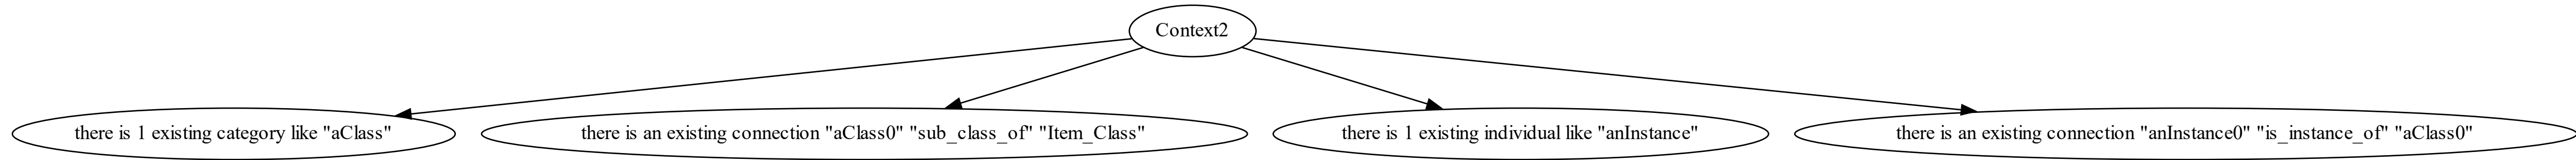 Context2
there is 1 existing category like "aClass"
there is an existing connection "aClass0" "sub_class_of" "Item_Class"
there is 1 existing individual like "anInstance"
there is an existing connection "anInstance0" "is_instance_of" "aClass0"